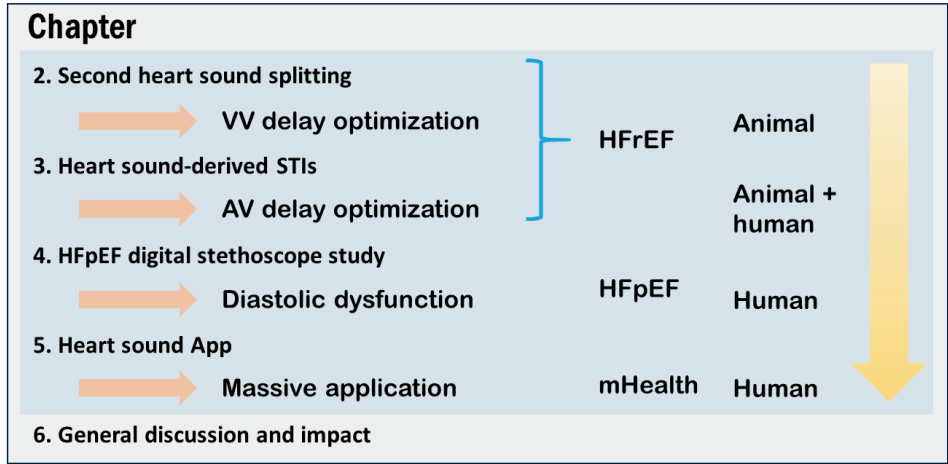 Chapter
2. Second heart sound splitting
VV delay optimization
HFrEF
Animal
3. Heart sound-derived STIs
AV delay optimization
Animal +
human
4. HFpEF digital stethoscope study
Diastolic dysfunction
HFpEF
Human
5. Heart sound App
Massive application
mHealth
Human
6. General discussion and impact